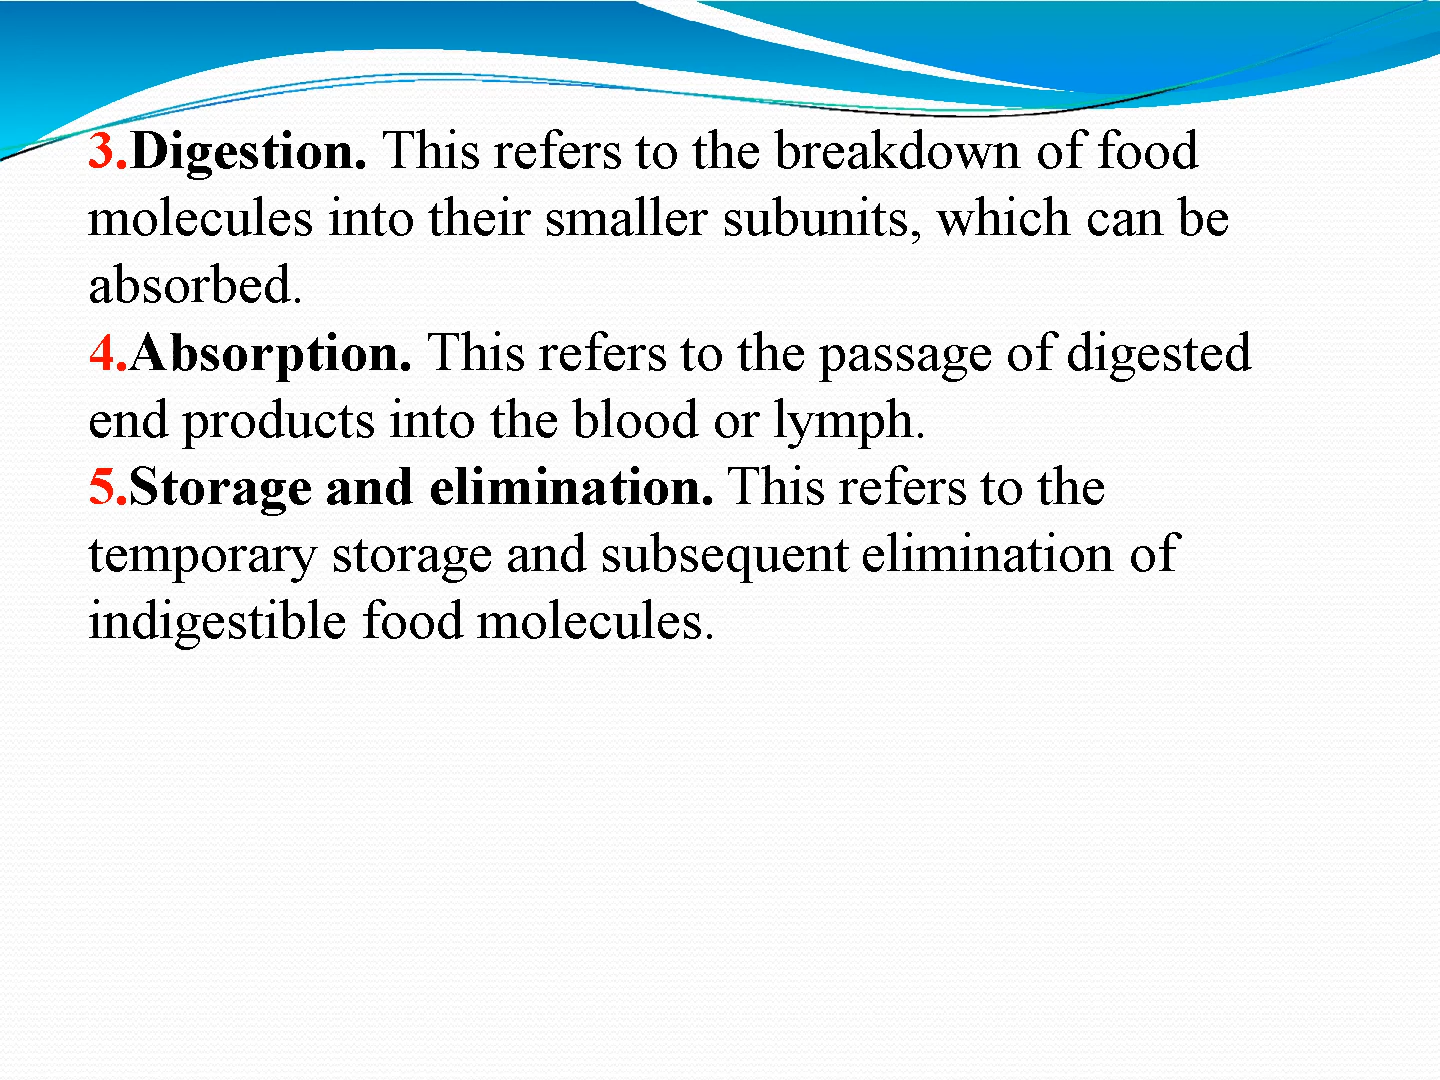 3.Digestion. This refers to the breakdown of food
molecules into their smaller subunits, which can be
absorbed.
4.Absorption. This refers to the passage of digested
end products into the blood or lymph.
5.Storage and elimination. This refers to the
temporary storage and subsequent elimination of
indigestible food molecules.